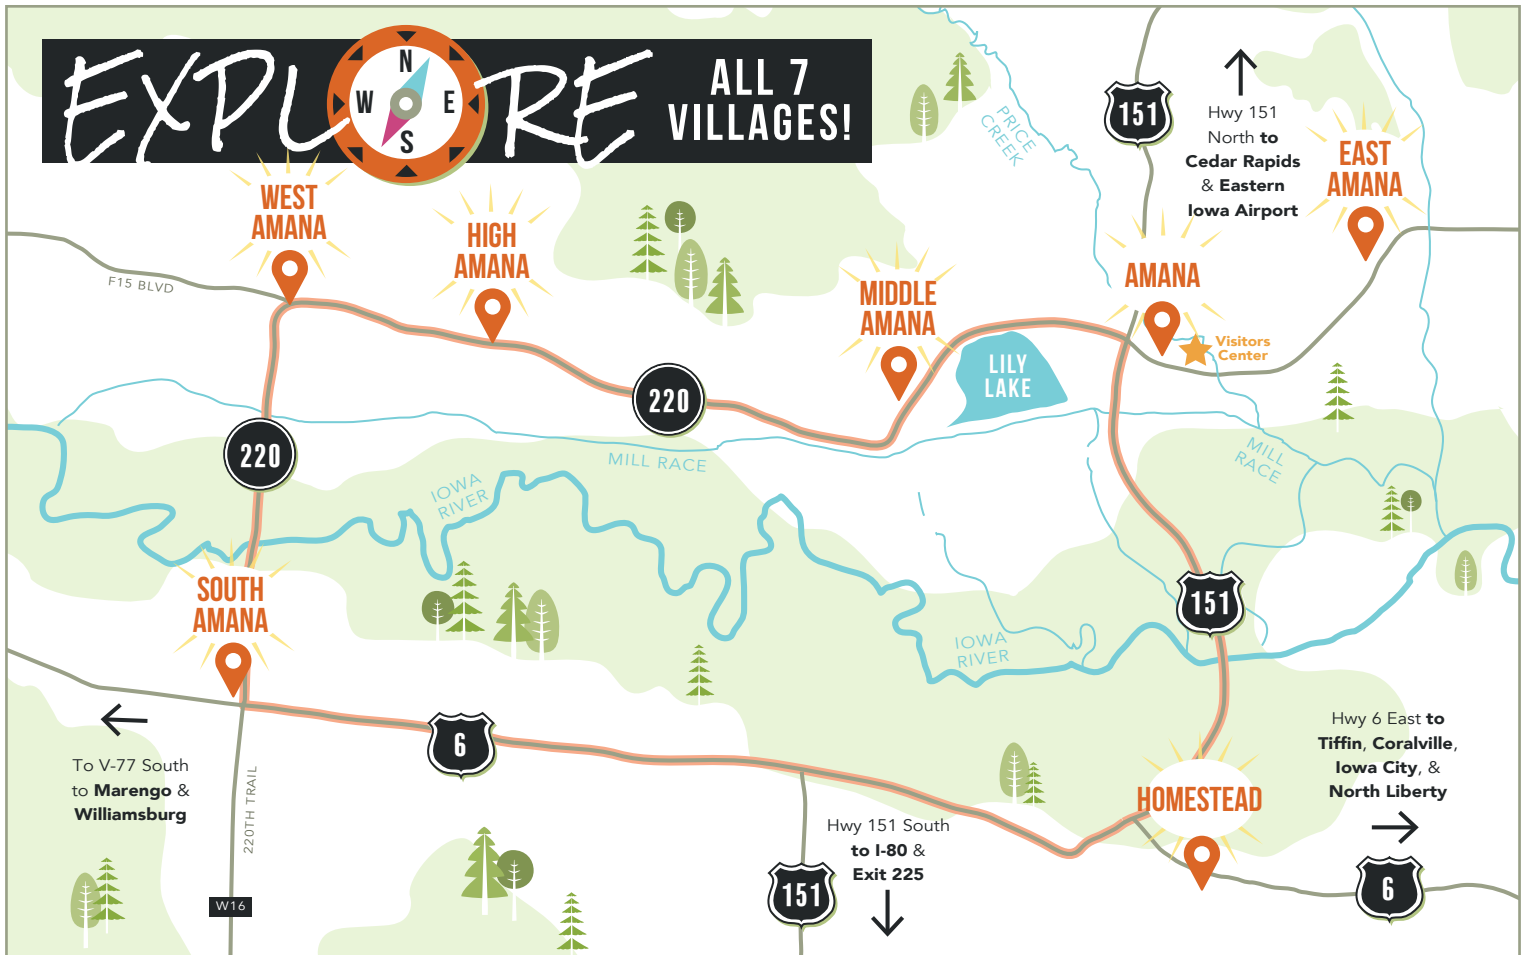 EXPLORE
N
W
E
S
ALL 7
VILLAGES!
PRICE
CREEK
151
Hwy 151
North to
Cedar Rapids
& Eastern
Iowa Airport
EAST
AMANA
WEST
AMANA
HIGH
AMANA
MIDDLE
AMANA
AMANA
F15 BLVD
Visitors
Center
LILY
LAKE
220
220
MILL RACE
MILL
RACE
IOWA
RIVER
SOUTH
AMANA
151
IOWA
RIVER
6
To V-77 South
to Marengo &
Williamsburg
220TH TRAIL
W16
Hwy 151 South
to I-80 &
Exit 225
151
HOMESTEAD
Hwy 6 East to
Tiffin, Coralville,
Iowa City, &
North Liberty
6